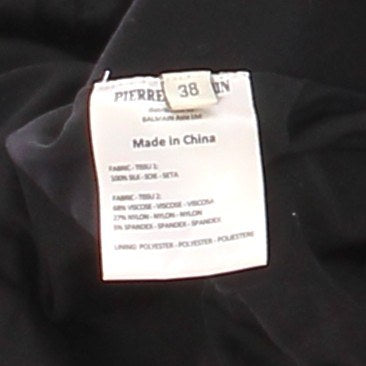 38
PIERRE IN
BALMAIN Asia Ltd
Made in China
FABRIC - TISSU 1:
100% SILK - SOIE - SETA
FABRIC - TISSU 2:
68% VISCOSE - VISCOSE - VISCOSA
27% NYLON - NYLON - NYLON
5% SPANDEX - SPANDEX - SPANDEX
LINING: POLYESTER - POLYESTER - POLIESTERE